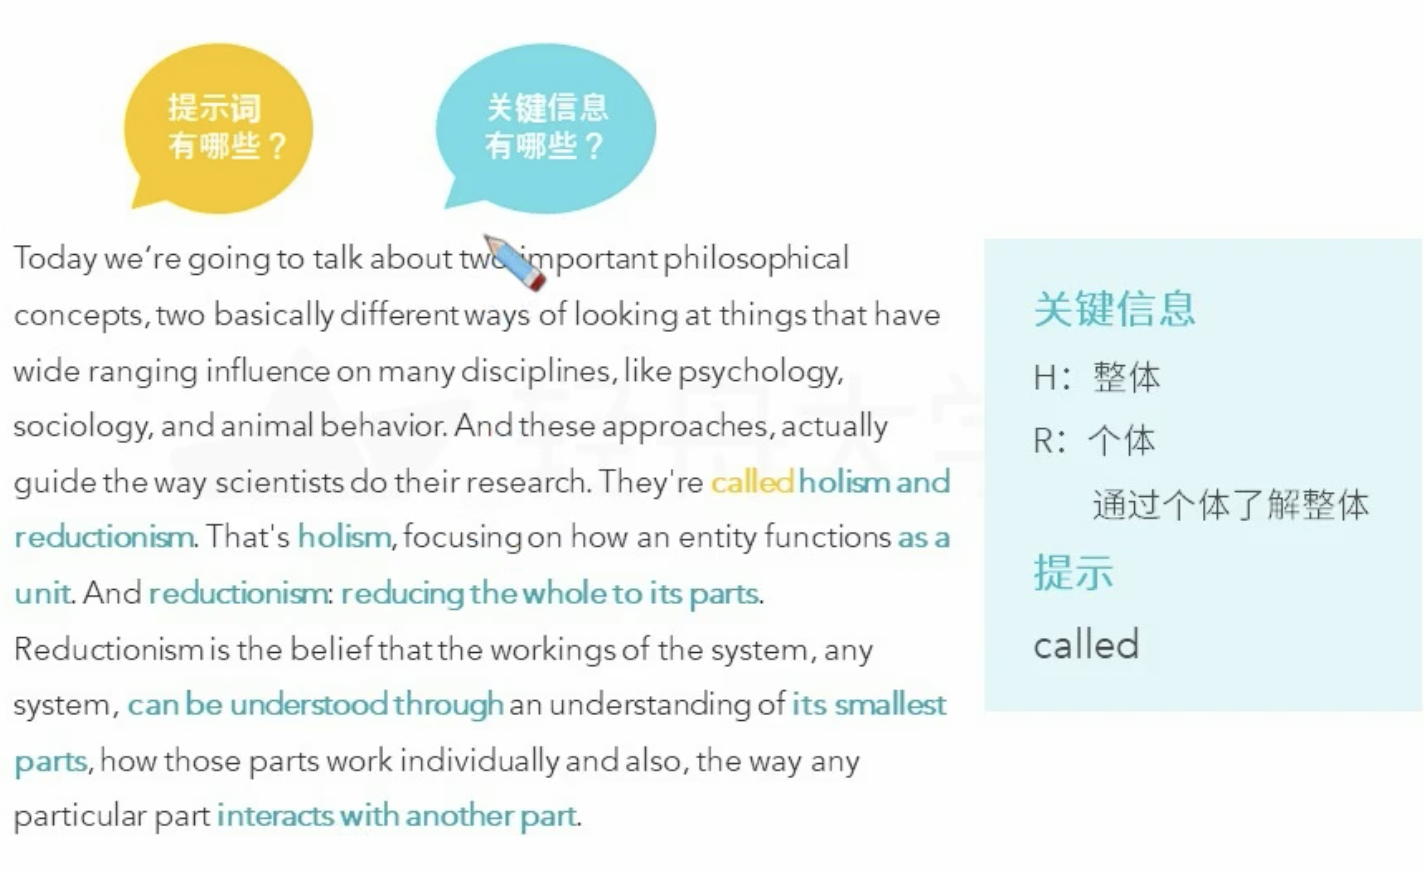 提示词
有哪些？
关键信息
有哪些？
Today we’re going to talk about two important philosophical
concepts, two basically different ways of looking at things that have
wide ranging influence on many disciplines, like psychology,
sociology, and animal behavior. And these approaches, actually
guide the way scientists do their research. They're called holism and
reductionism. That's holism, focusing on how an entity functions as a
unit. And reductionism: reducing the whole to its parts.
Reductionism is the belief that the workings of the system, any
system, can be understood through an understanding of its smallest
parts, how those parts work individually and also, the way any
particular part interacts with another part.
关键信息
H：整体
R：个体
通过个体了解整体
提示
called